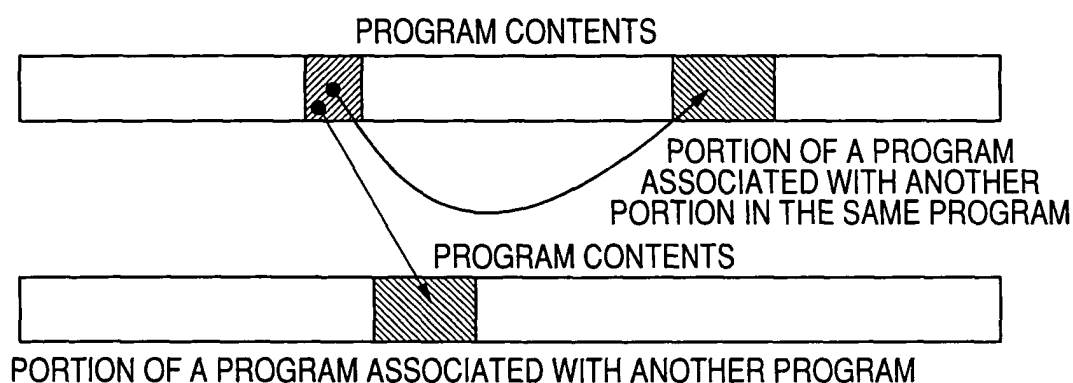 PROGRAM CONTENTS
PORTION OF A PROGRAM
ASSOCIATED WITH ANOTHER
PORTION IN THE SAME PROGRAM
PROGRAM CONTENTS
PORTION OF A PROGRAM ASSOCIATED WITH ANOTHER PROGRAM